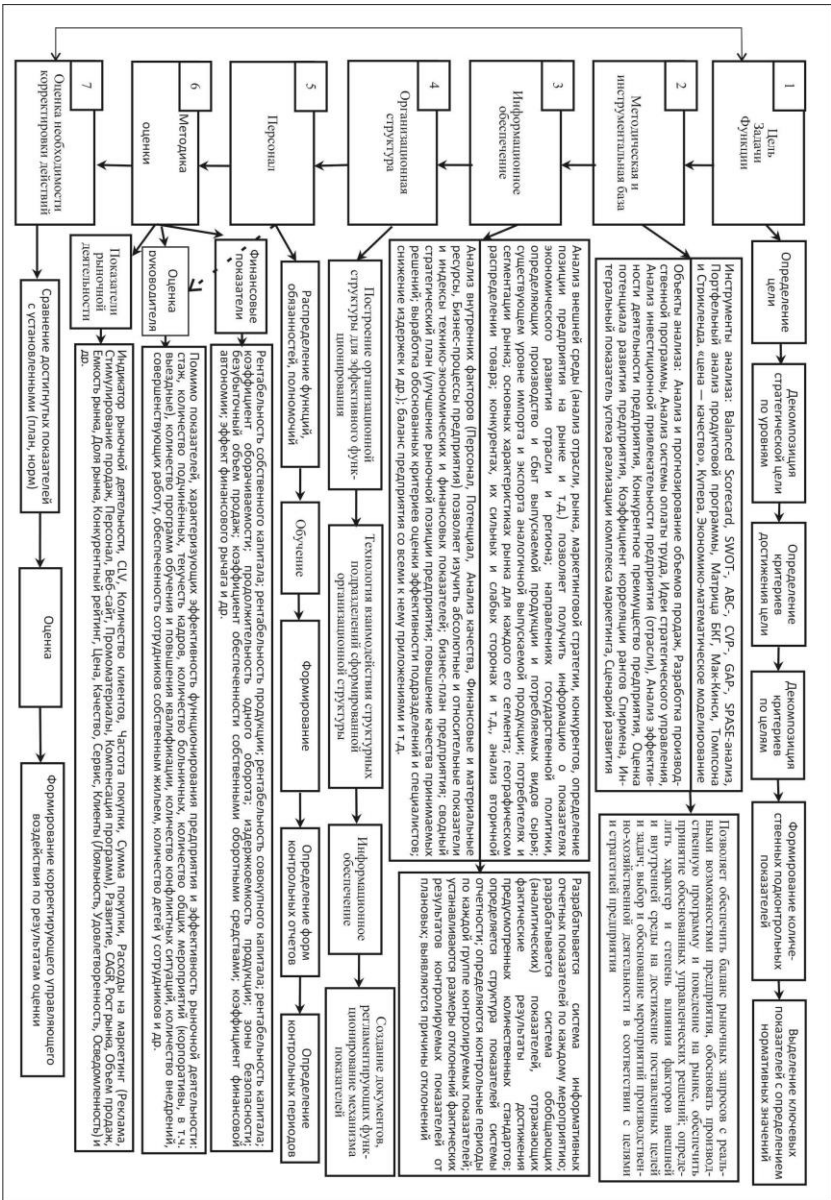 1
Цель
Задачи
Функции
Определение
цели
Декомпозиция
стратегической цели
по уровням
Определение
критериев
достижения цели
Декомпозиция
критериев
по целям
Формирование количе-
ственных подконтрольных
показателей
Выделение ключевых
показателей с определением
нормативных значений
2
Методическая и
инструментальная база
Инструменты анализа: Balanced Scorecard, SWOT-, ABC-, CVP-, GAP-, SPASE-анализ,
Портфельный анализ продуктовой программы, Матрица БКГ, Мак-Кинси, Томпсона
и Стрикленда, «цена — качество», Купера, Экономико-математическое моделирование
Объекты анализа: Анализ и прогнозирование объемов продаж, Разработка производ-
ственной программы, Анализ системы оплаты труда, Идеи стратегического управления,
Анализ инвестиционной привлекательности предприятия (отрасли), Анализ эффектив-
ности деятельности предприятия, Конкурентное преимущество предприятия, Оценка
потенциала развития предприятия, Коэффициент корреляции рангов Спирмена, Ин-
тегральный показатель успеха реализации комплекса маркетинга, Сценарий развития
Позволяет обеспечить баланс рыночных запросов с реаль-
ными возможностями предприятия, обосновать производ-
ственную программу и поведение на рынке, обеспечить
принятие обоснованных управленческих решений; опреде-
лить характер и степень влияния факторов внешней
и внутренней среды на достижение поставленных целей
и задач; выбор и обоснование мероприятий производствен-
но-хозяйственной деятельности в соответствии с целями
и стратегией предприятия
3
Информационное
обеспечение
Анализ внешней среды (анализ отрасли, рынка, маркетинговой стратегии, конкурентов, определение
позиции предприятия на рынке и т.д.) позволяет получить информацию о показателях
экономического развития отрасли и региона; направлениях государственной политики,
определяющих производство и сбыт выпускаемой продукции и потребляемых видов сырья;
существующем уровне импорта и экспорта аналогичной выпускаемой продукции; потребителях и
сегментации рынка; основных характеристиках рынка для каждого его сегмента; географическом
распределении товара; конкурентах, их сильных и слабых сторонах и т.д., анализ вторичной
Анализ внутренних факторов (Персонал, Потенциал, Анализ качества, Финансовые и материальные
ресурсы, Бизнес-процессы предприятия) позволяет изучить абсолютные и относительные показатели
и индексы технико-экономических и финансовых показателей; бизнес-план предприятия; сводный
стратегический план (улучшение рыночной позиции предприятия; повышение качества принимаемых
решений; выработка обоснованных критериев оценки эффективности подразделений и специалистов;
снижение издержек и др.); баланс предприятия со всеми к нему приложениями и т.д.
Разрабатывается система информативных
отчетных показателей по каждому мероприятию;
разрабатывается система обобщающих
(аналитических) показателей, отражающих
фактические результаты достижения
предусмотренных количественных стандартов;
определяется структура показателей системы
отчетности; определяются контрольные периоды
по каждой группе контролируемых показателей;
устанавливаются размеры отклонений фактических
результатов контролируемых показателей от
плановых; выявляются причины отклонений
4
Организационная
структура
Построение организационной
структуры для эффективного функ-
ционирования
Технология взаимодействия структурных
подразделений сформированной
организационной структуры
Информационное
обеспечение
Создание документов,
регламентирующих функ-
ционирование механизма
показателей
5
Персонал
Распределение функций,
обязанностей, полномочий
Обучение
Формирование
Определение форм
контрольных отчетов
Определение
контрольных периодов
6
Методика
оценки
Финансовые
показатели
Рентабельность собственного капитала; рентабельность продукции; рентабельность совокупного капитала; рентабельность капитала;
коэффициент оборачиваемости; продолжительность одного оборота; издержкоемкость продукции; зоны безопасности;
безубыточный объем продаж; коэффициент обеспеченности собственными оборотными средствами; коэффициент финансовой
автономии; эффект финансового рычага и др.
Оценка
руководителя
Помимо показателей, характеризующих эффективность функционирования предприятия и эффективность рыночной деятельности:
стаж, количество подчинённых, текучесть кадров, количество больничных, количество общих мероприятий (корпоративы, в т.ч.
выездные), количество программ обучения и повышения квалификации, количество конфликтных ситуаций, количество внедрений,
совершенствующих работу, обеспеченность сотрудников собственным жильем, количество детей у сотрудников и др.
Показатели
рыночной
деятельности
Индикатор рыночной деятельности, CLV, Количество клиентов, Частота покупки, Сумма покупки, Расходы на маркетинг (Реклама,
Стимулирование продаж, Персонал, Веб-сайт, Промоматериалы, Компенсация программ), Развитие, CAGR, Рост рынка, Объем продаж,
Емкость рынка, Доля рынка, Конкурентный рейтинг, Цена, Качество, Сервис, Клиенты (Лояльность, Удовлетворенность, Осведомленность) и
др.
7
Оценка необходимости
корректировки действий
Сравнение достигнутых показателей
с установленными (план, норм)
Оценка
Формирование корректирующего управляющего
воздействия по результатам оценки